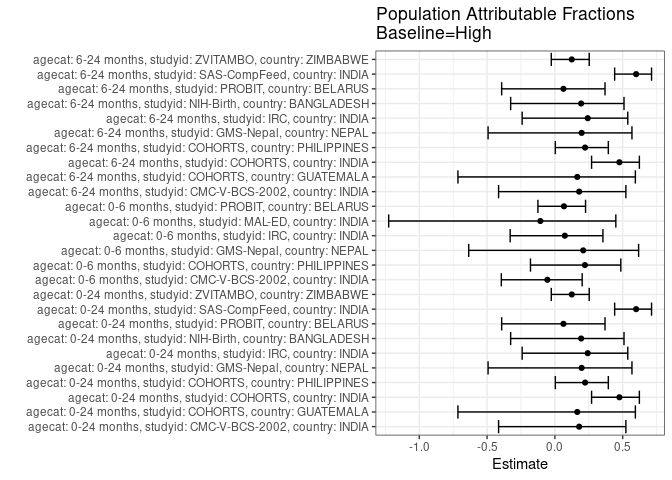 Population Attributable Fractions
Baseline=High
agecat: 6-24 months, studyid: ZVITAMBO, country: ZIMBABWE
agecat: 6-24 months, studyid: SAS-CompFeed, country: INDIA
agecat: 6-24 months, studyid: PROBIT, country: BELARUS
agecat: 6-24 months, studyid: NIH-Birth, country: BANGLADESH
agecat: 6-24 months, studyid: IRC, country: INDIA
agecat: 6-24 months, studyid: GMS-Nepal, country: NEPAL
agecat: 6-24 months, studyid: COHORTS, country: PHILIPPINES
agecat: 6-24 months, studyid: COHORTS, country: INDIA
agecat: 6-24 months, studyid: COHORTS, country: GUATEMALA
agecat: 6-24 months, studyid: CMC-V-BCS-2002, country: INDIA
agecat: 0-6 months, studyid: PROBIT, country: BELARUS
agecat: 0-6 months, studyid: MAL-ED, country: INDIA
agecat: 0-6 months, studyid: IRC, country: INDIA
agecat: 0-6 months, studyid: GMS-Nepal, country: NEPAL
agecat: 0-6 months, studyid: COHORTS, country: PHILIPPINES
agecat: 0-6 months, studyid: CMC-V-BCS-2002, country: INDIA
agecat: 0-24 months, studyid: ZVITAMBO, country: ZIMBABWE
agecat: 0-24 months, studyid: SAS-CompFeed, country: INDIA
agecat: 0-24 months, studyid: PROBIT, country: BELARUS
agecat: 0-24 months, studyid: NIH-Birth, country: BANGLADESH
agecat: 0-24 months, studyid: IRC, country: INDIA
agecat: 0-24 months, studyid: GMS-Nepal, country: NEPAL
agecat: 0-24 months, studyid: COHORTS, country: PHILIPPINES
agecat: 0-24 months, studyid: COHORTS, country: INDIA
agecat: 0-24 months, studyid: COHORTS, country: GUATEMALA
agecat: 0-24 months, studyid: CMC-V-BCS-2002, country: INDIA
-1.0 -0.5 0.0 0.5
Estimate